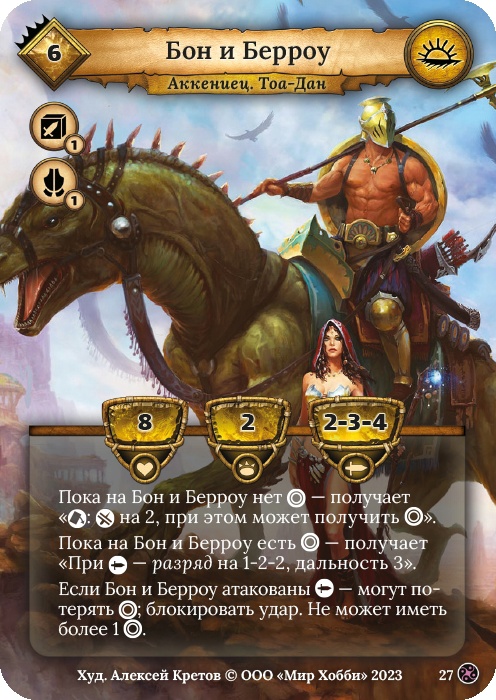 6
Бон и Берроу
Аккениец. Тоа-Дан
1
1
8
2
2-3-4
Пока на Бон и Берроу нет — получает
«: на 2, при этом может получить ».
Пока на Бон и Берроу есть — получает
«При — разряд на 1-2-2, дальность 3».
Если Бон и Берроу атакованы — могут по-
терять ; блокировать удар. Не может иметь
более 1 .
Худ. Алексей Кретов © ООО «Мир Хобби» 2023
27